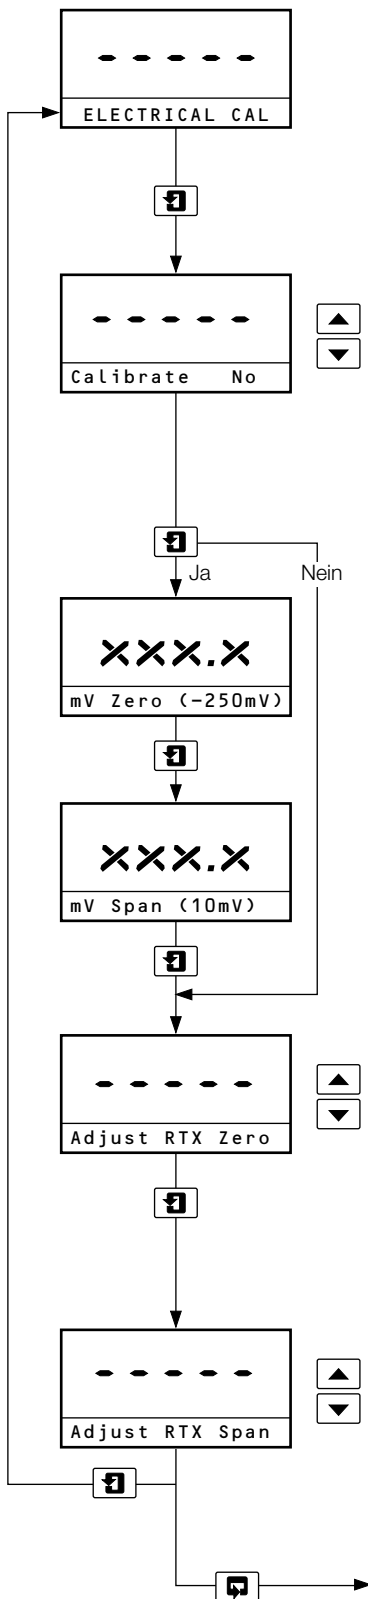 - - - - -
ELECTRICAL CAL
- - - - -
Calibrate No
Ja Nein
XXX.X
mV Zero (-250mV)
XXX.X
mV Span (10mV)
- - - - -
Adjust RTX Zero
- - - - -
Adjust RTX Span